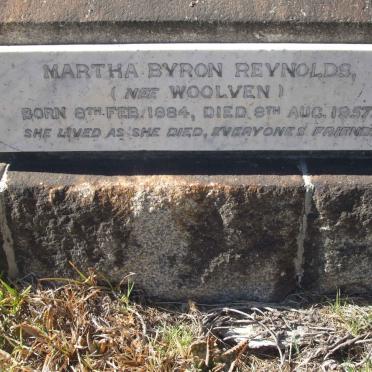 MARTHA BYRON REYNOLDS,
( NEE WOOLVEN )
BORN 8TH FEB. 1884, DIED 9TH AUG. 1957
SHE LIVED AS SHE DIED, EVERYONE'S FRIEND